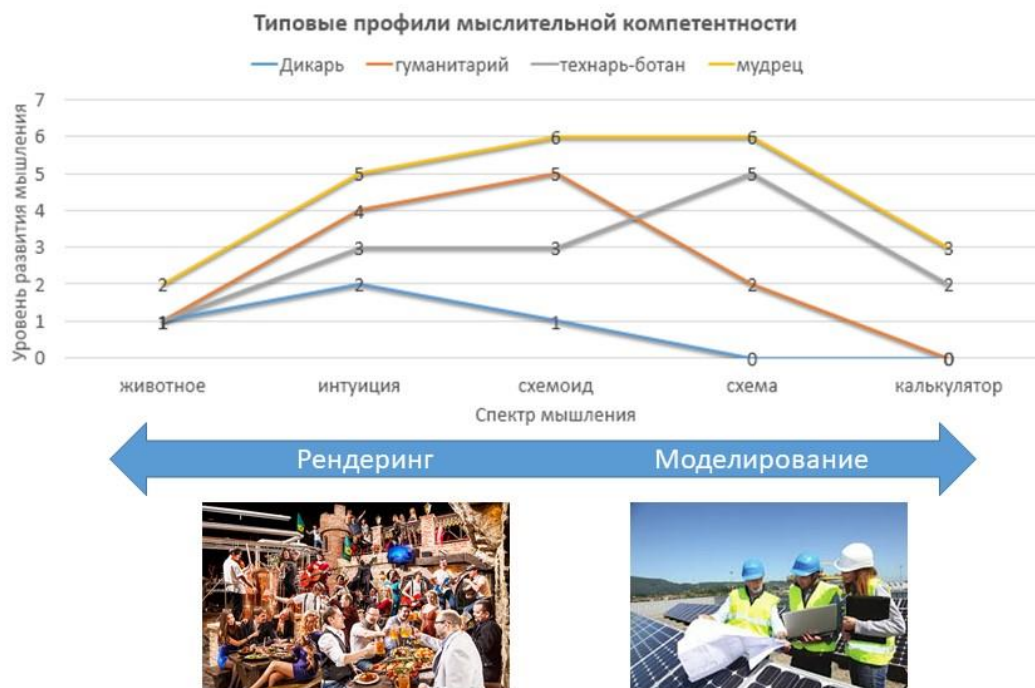 Типовые профили мыслительной компетентности
Дикарь гуманитарий технарь-ботан мудрец
Уровень развития мышления
7
6 6 6
5 5 5 5
4 4
3 3 3 3
2 2 2 2 2
1 1 1
0 0 0
животное интуиция схемоид схема калькулятор
Спектр мышления
Рендеринг Моделирование